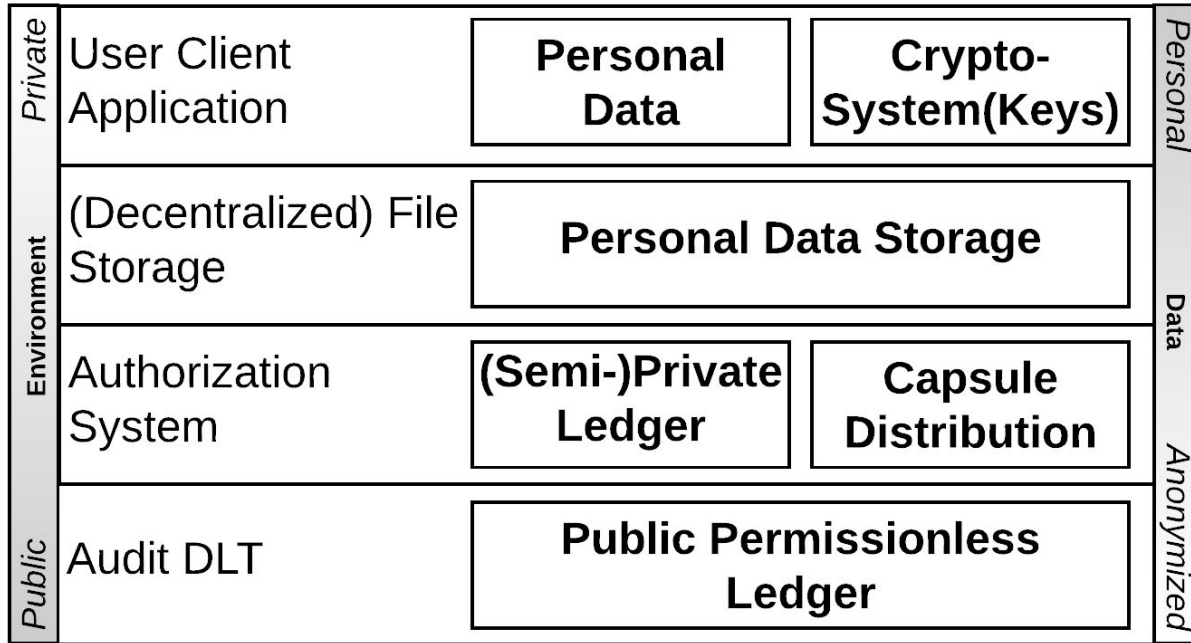 Private
Environment
Public
User Client
Application
Personal
Data
Crypto-
System(Keys)
(Decentralized) File
Storage
Personal Data Storage
Authorization
System
(Semi-)Private
Ledger
Capsule
Distribution
Audit DLT
Public Permissionless
Ledger
Personal
Data
Anonymized